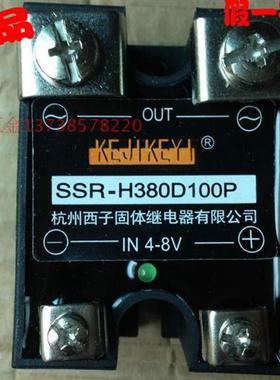 品
假一
OUT
KEJIKEYI®
13738578220
SSR-H380D100P
杭州西子固体继电器有限公司
IN 4-8V